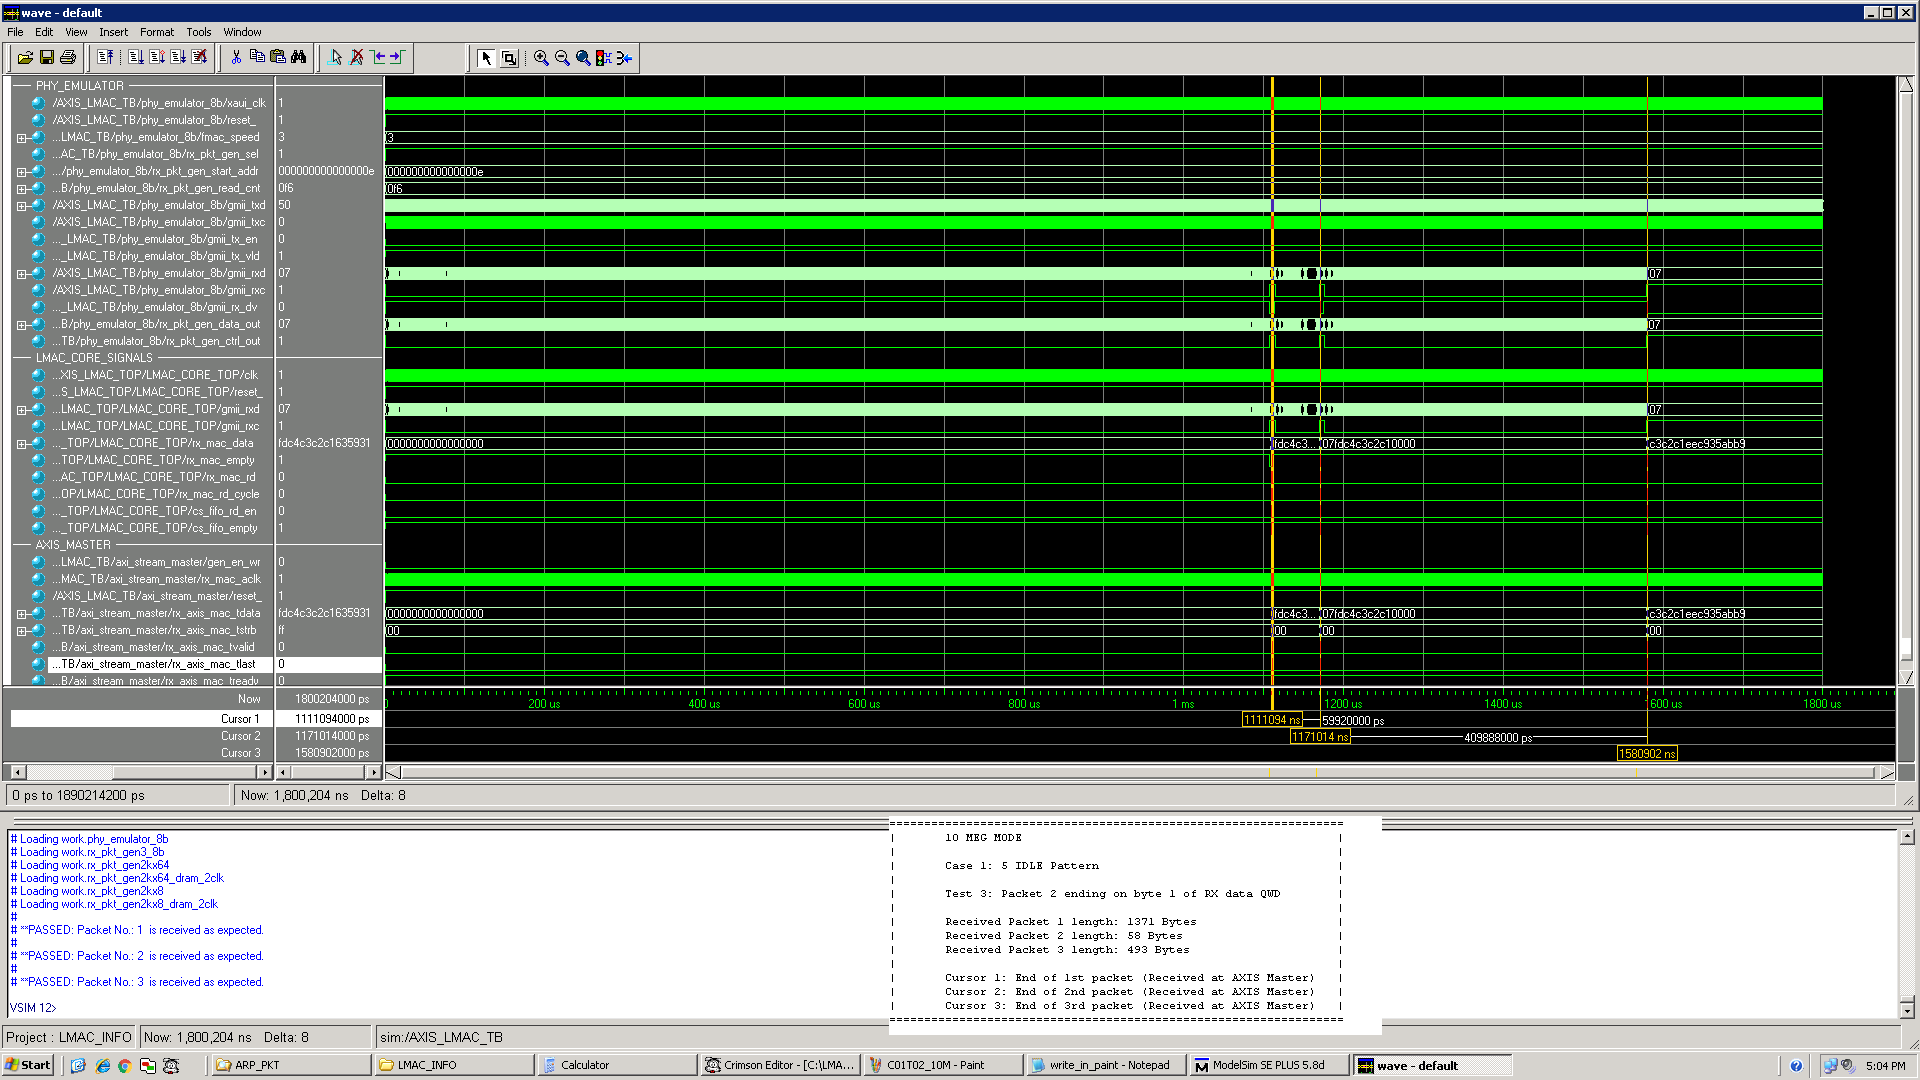 wave - default
File Edit View Insert Format Tools Window
PHY_EMULATOR
/AXIS_LMAC_TB/phy_emulator_8b/xaui_clk 1
/AXIS_LMAC_TB/phy_emulator_8b/reset_ 1
...LMAC_TB/phy_emulator_8b/fmac_speed 3 3
...AC_TB/phy_emulator_8b/rx_pkt_gen_sel 1
.../phy_emulator_8b/rx_pkt_gen_start_addr 000000000000000e 000000000000000e
...B/phy_emulator_8b/rx_pkt_gen_read_cnt 0f6 0f6
/AXIS_LMAC_TB/phy_emulator_8b/gmii_txd 50
/AXIS_LMAC_TB/phy_emulator_8b/gmii_txc 0
..._LMAC_TB/phy_emulator_8b/gmii_tx_en 0
..._LMAC_TB/phy_emulator_8b/gmii_tx_vld 1
/AXIS_LMAC_TB/phy_emulator_8b/gmii_rxd 07 07
/AXIS_LMAC_TB/phy_emulator_8b/gmii_rxc 1
..._LMAC_TB/phy_emulator_8b/gmii_rx_dv 0
...B/phy_emulator_8b/rx_pkt_gen_data_out 07 07
...TB/phy_emulator_8b/rx_pkt_gen_ctrl_out 1
LMAC_CORE_SIGNALS
...XIS_LMAC_TOP/LMAC_CORE_TOP/clk 1
...S_LMAC_TOP/LMAC_CORE_TOP/reset_ 1
...LMAC_TOP/LMAC_CORE_TOP/gmii_rxd 07 07
...LMAC_TOP/LMAC_CORE_TOP/gmii_rxc 1
..._TOP/LMAC_CORE_TOP/rx_mac_data fdc4c3c2c1635931 0000000000000000 fdc4c3... 07fdc4c3c2c10000 c3c2c1eec935abb9
...TOP/LMAC_CORE_TOP/rx_mac_empty 1
...AC_TOP/LMAC_CORE_TOP/rx_mac_rd 0
...OP/LMAC_CORE_TOP/rx_mac_rd_cycle 0
..._TOP/LMAC_CORE_TOP/cs_fifo_rd_en 0
..._TOP/LMAC_CORE_TOP/cs_fifo_empty 1
AXIS_MASTER
...LMAC_TB/axi_stream_master/gen_en_wr 0
...MAC_TB/axi_stream_master/rx_mac_aclk 1
/AXIS_LMAC_TB/axi_stream_master/reset_ 1
...TB/axi_stream_master/rx_axis_mac_tdata fdc4c3c2c1635931 0000000000000000 fdc4c3... 07fdc4c3c2c10000 c3c2c1eec935abb9
...TB/axi_stream_master/rx_axis_mac_tstrb ff 00 00 00 00
...B/axi_stream_master/rx_axis_mac_tvalid 0
...TB/axi_stream_master/rx_axis_mac_tlast 0
...B/axi_stream_master/rx_axis_mac_tready 0
Now 1800204000 ps 200 us 400 us 600 us 800 us 1 ms 1200 us 1400 us 1600 us 1800 us
Cursor 1 1111094000 ps 1111094 ns 59920000 ps
Cursor 2 1171014000 ps 1171014 ns 409888000 ps
Cursor 3 1580902000 ps 1580902 ns
0 ps to 1890214200 ps Now: 1,800,204 ns Delta: 8
# Loading work.phy_emulator_8b
# Loading work.rx_pkt_gen3_8b
# Loading work.rx_pkt_gen2kx64
# Loading work.rx_pkt_gen2kx64_dram_2clk
# Loading work.rx_pkt_gen2kx8
# Loading work.rx_pkt_gen2kx8_dram_2clk
#
# **PASSED: Packet No.: 1 is received as expected.
#
# **PASSED: Packet No.: 2 is received as expected.
#
# **PASSED: Packet No.: 3 is received as expected.
VSIM 12>
10 MEG MODE
Case 1: 5 IDLE Pattern
Test 3: Packet 2 ending on byte 1 of RX data QWD
Received Packet 1 length: 1371 Bytes
Received Packet 2 length: 58 Bytes
Received Packet 3 length: 493 Bytes
Cursor 1: End of 1st packet (Received at AXIS Master)
Cursor 2: End of 2nd packet (Received at AXIS Master)
Cursor 3: End of 3rd packet (Received at AXIS Master)
Project : LMAC_INFO Now: 1,800,204 ns Delta: 8 sim:/AXIS_LMAC_TB
Start ARP_PKT LMAC_INFO Calculator Crimson Editor - [C:\LMA... C01T02_10M - Paint write_in_paint - Notepad ModelSim SE PLUS 5.8d wave - default 5:04 PM